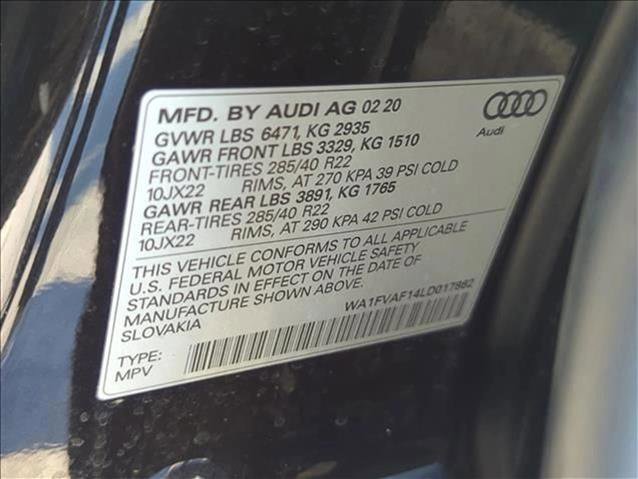 MFD. BY AUDI AG 02 20
GVWR LBS 6471, KG 2935
GAWR FRONT LBS 3329, KG 1510
FRONT-TIRES 285/40 R22
10JX22 RIMS, AT 270 KPA 39 PSI COLD
GAWR REAR LBS 3891, KG 1765
REAR-TIRES 285/40 R22
10JX22 RIMS, AT 290 KPA 42 PSI COLD
Audi
THIS VEHICLE CONFORMS TO ALL APPLICABLE
U.S. FEDERAL MOTOR VEHICLE SAFETY
STANDARDS IN EFFECT ON THE DATE OF
MANUFACTURE SHOWN ABOVE.
SLOVAKIA
WA1FVAF14LD017882
TYPE:
MPV